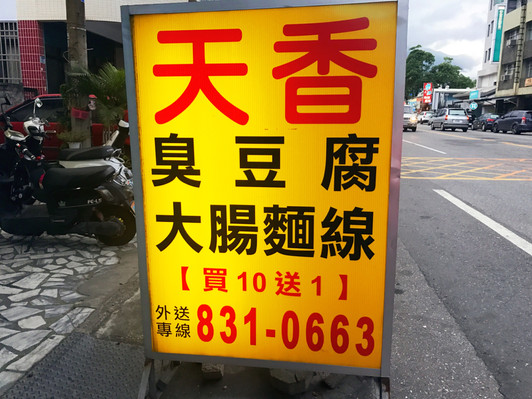 天香
臭豆腐
大腸麵線
【買10送1】
外送專線 831-0663